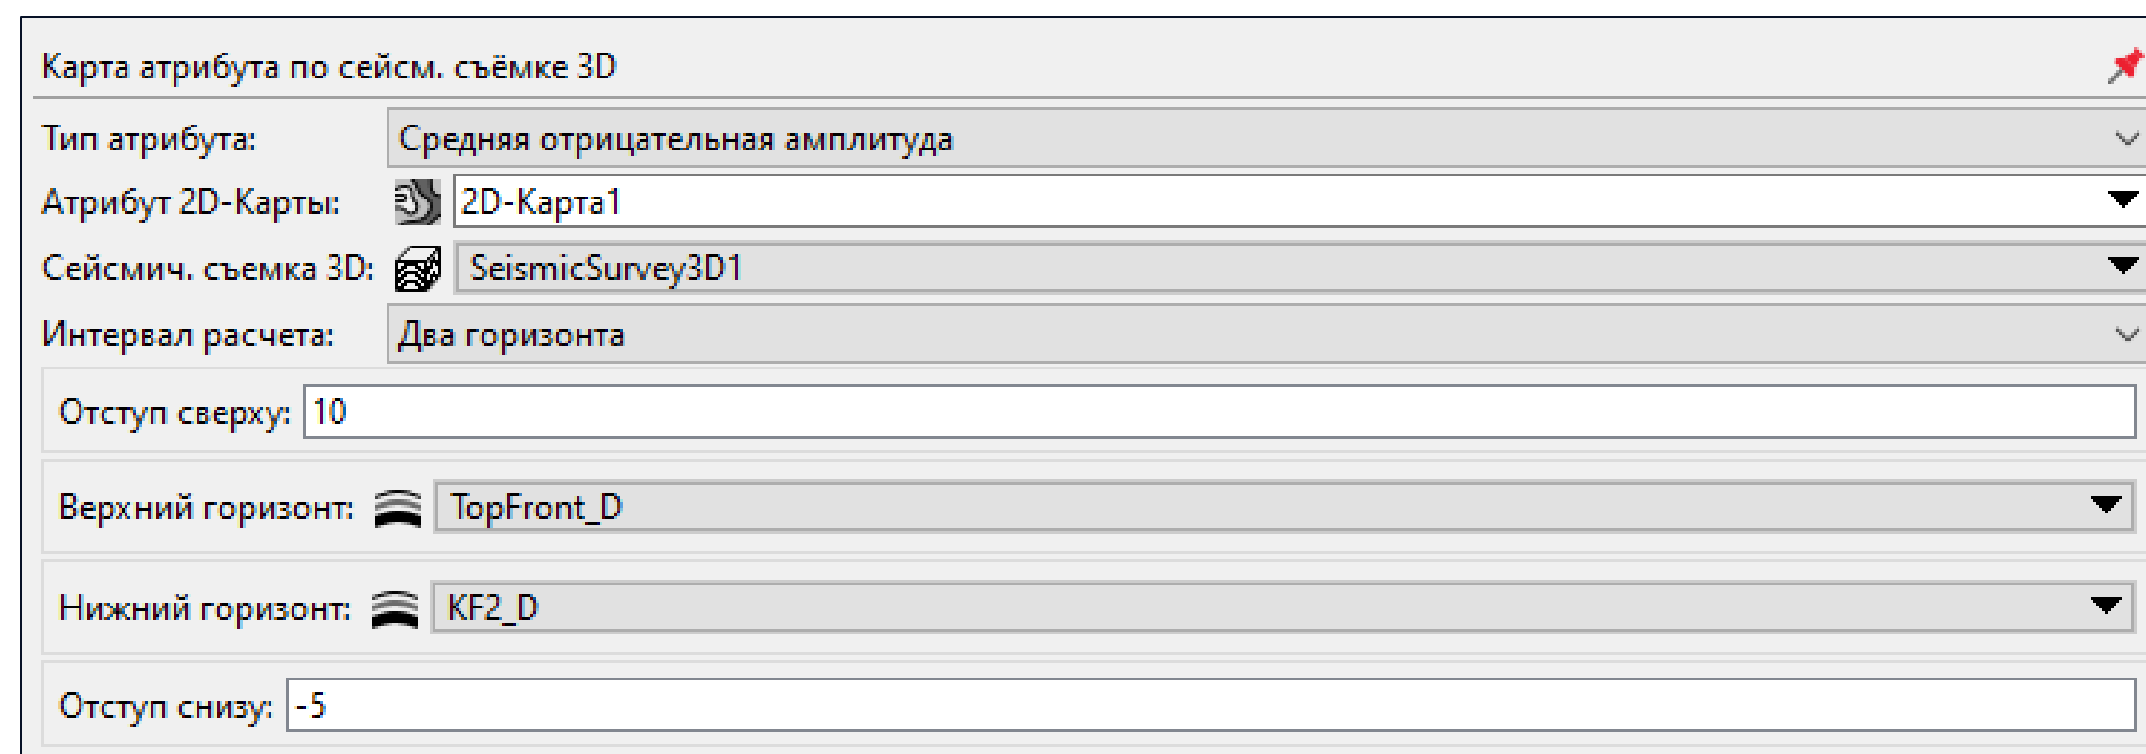 Карта атрибута по сейсм. съёмке 3D
Тип атрибута: Средняя отрицательная амплитуда
Атрибут 2D-Карты: 2D-Карта1
Сейсмич. съемка 3D: SeismicSurvey3D1
Интервал расчета: Два горизонта
Отступ сверху: 10
Верхний горизонт: TopFront_D
Нижний горизонт: KF2_D
Отступ снизу: -5